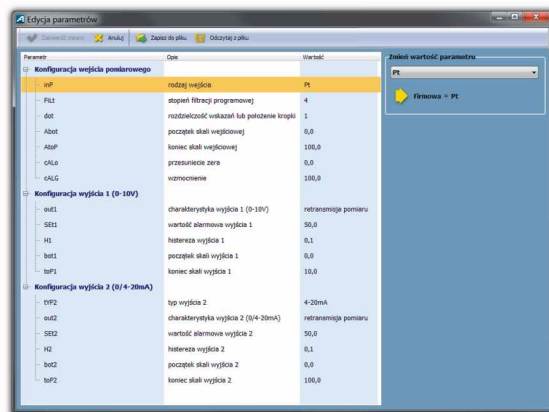 Edycja parametrów
Zatwierdź zmiany Anuluj Zapisz do pliku Odczytaj z pliku
Parametr Opis Wartość
Konfiguracja wejścia pomiarowego
inP rodzaj wejścia Pt
FiLt stopień filtracji programowej 4
dot rozdzielczość wskazań lub położenie kropki 1
Abot początek skali wejściowej 0,0
AtoP koniec skali wejściowej 100,0
cALo przesuniecie zera 0,0
cALG wzmocnienie 100,0
Konfiguracja wyjścia 1 (0-10V)
out1 charakterystyka wyjścia 1 (0-10V) retransmisja pomiaru
SEt1 wartość alarmowa wyjścia 1 50,0
H1 histereza wyjścia 1 0,1
bot1 początek skali wyjścia 1 0,0
toP1 koniec skali wyjścia 1 10,0
Konfiguracja wyjścia 2 (0/4-20mA)
tYP2 typ wyjścia 2 4-20mA
out2 charakterystyka wyjścia 2 (0/4-20mA) retransmisja pomiaru
SEt2 wartość alarmowa wyjścia 2 50,0
H2 histereza wyjścia 2 0,1
bot2 początek skali wyjścia 2 0,0
toP2 koniec skali wyjścia 2 100,0
Zmień wartość parametru
Pt
Firmowa = Pt